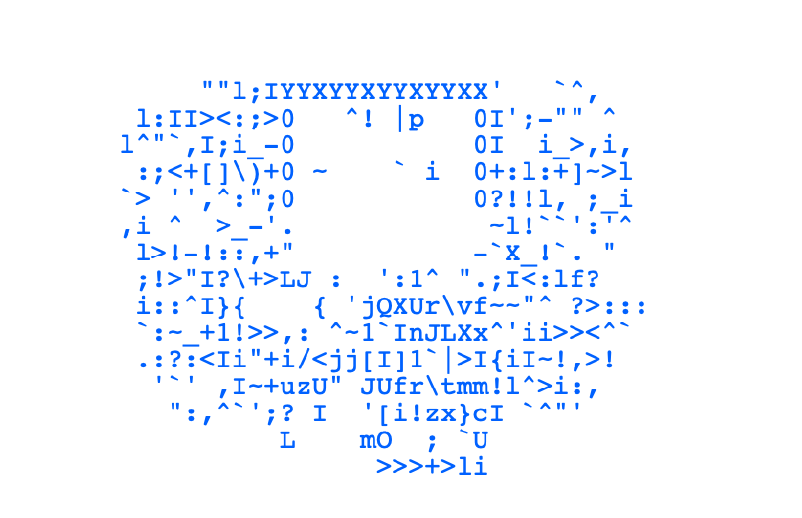 ""l;IYYXYYXYYXYYXX'   `^,
l:II><:;>0   ^! |p   0I';-"" ^
l^"`,I;i_-0           0I  i_>,i,
:;<+[]\)+0 ~    ` i  0+:l:+]~>l
`> '',^:";0           0?!!l, ;_i
,i ^  >_-'.            ~l!``':'^
l>!-!::,+"           -`X_!`. "
;!>"I?\+>LJ :  ':1^ ".;I<:lf?
i::^I}{    { 'jQXUr\vf~~"^ ?>:::
`:~_+1!>>,: ^~1`InJLXx^'ii>><^`
.:?:<Ii"+i/<jj[I]1`|>I{iI~!,>!
'`' ,I~+uzU" JUfr\tmm!l^>i:,
":,^`';? I  '[i!zx}cI `^"'
L    mO  ; `U
>>>+>li